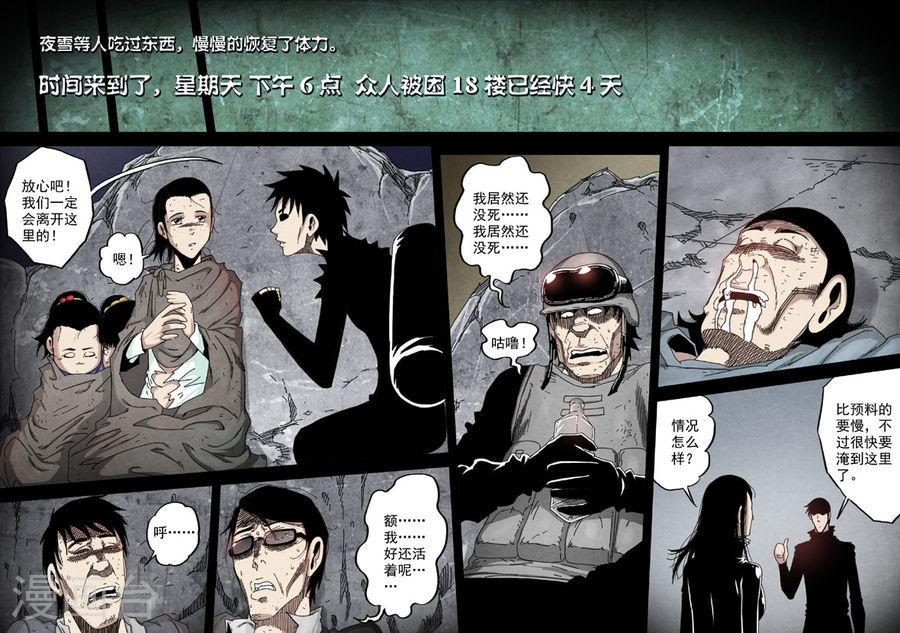 夜雪等人吃过东西，慢慢的恢复了体力。
时间来到了，星期天 下午 6 点 众人被困 18 楼已经快 4 天
放心吧！
我们一定
会离开这
里的！
嗯！
我居然还
没死……
我居然还
没死……
咕噜！
呼……
额……
我……
好还活
着呢…
…
情况
怎么
样？
比预料的
要慢，不
过很快要
淹到这里
了。
漫画台